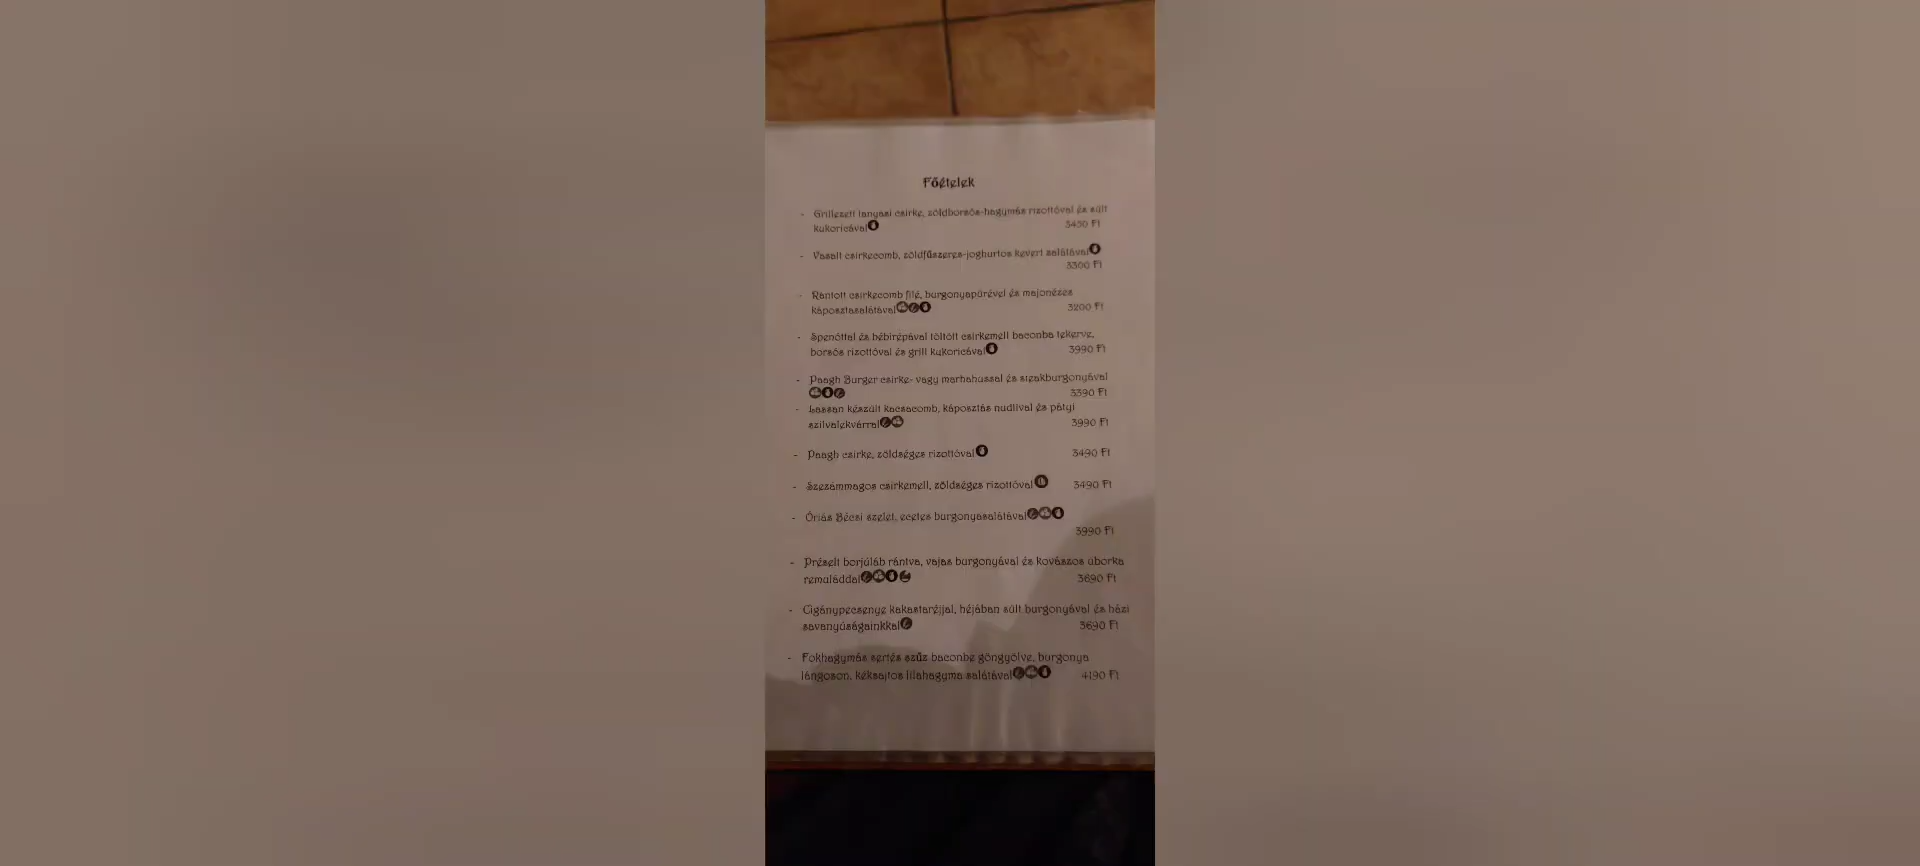 Főételek
- Grillezett tanyasi csirke, zöldborsós-hagymás rizottóval és sült
kukoricával 3450 Ft
- Vasalt csirkecomb, zöldfűszeres-joghurtos kevert salátával
3300 Ft
- Rántott csirkecomb filé, burgonyapürével és majonézes
káposztasalátával 3200 Ft
- Spenóttal és bébirépával töltött csirkemell baconba tekerve,
borsós rizottóval és grill kukoricával 3990 Ft
- Paagh Burger csirke- vagy marhahussal és steakburgonyával
3390 Ft
- Lassan készült kacsacomb, káposztás nudlival és pátyi
szilvalekvárral 3990 Ft
- Paagh csirke, zöldséges rizottóval 3490 Ft
- Szezámmagos csirkemell, zöldséges rizottóval 3490 Ft
- Óriás Bécsi szelet, ecetes burgonyasalátával
3990 Ft
- Préselt borjúláb rántva, vajas burgonyával és kovászos uborka
remuláddal 3690 Ft
- Cigánypecsenye kakastaréjjal, héjában sült burgonyával és házi
savanyúságainkkal 3690 Ft
- Fokhagymás sertés szűz baconbe göngyölve, burgonya
lángoson, kéksajtos lilahagyma salátával 4190 Ft